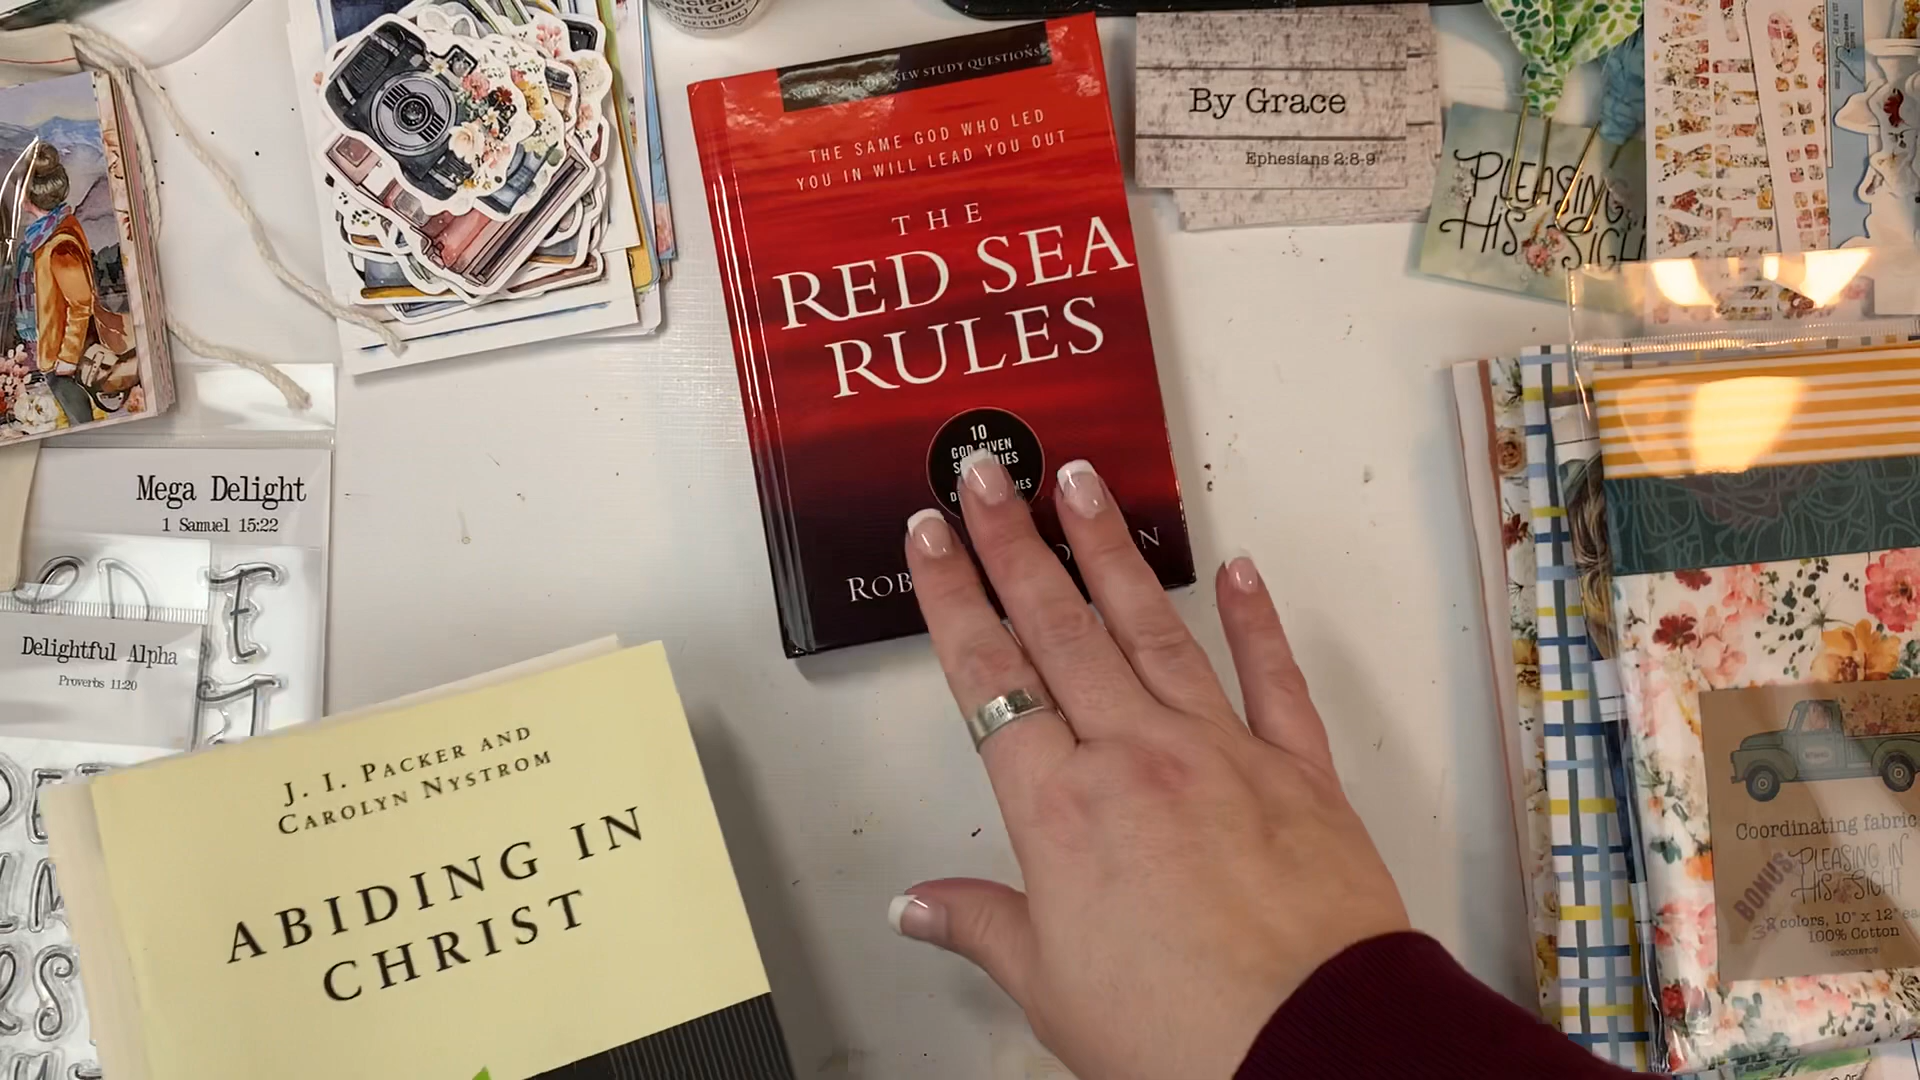 NEW STUDY QUESTIONS
THE SAME GOD WHO LED
YOU IN WILL LEAD YOU OUT
THE
RED SEA
RULES
10
ROB
By Grace
Ephesians 2:8-9
PLEASING
HIS SIGH
Mega Delight
1 Samuel 15:22
Delightful Alpha
Proverbs 11:20
J. I. PACKER AND
CAROLYN NYSTROM
ABIDING IN
CHRIST
Coordinating fabric
BONUS
PLEASING IN
HIS SIGHT
colors, 10" x 12" ea
100% Cotton